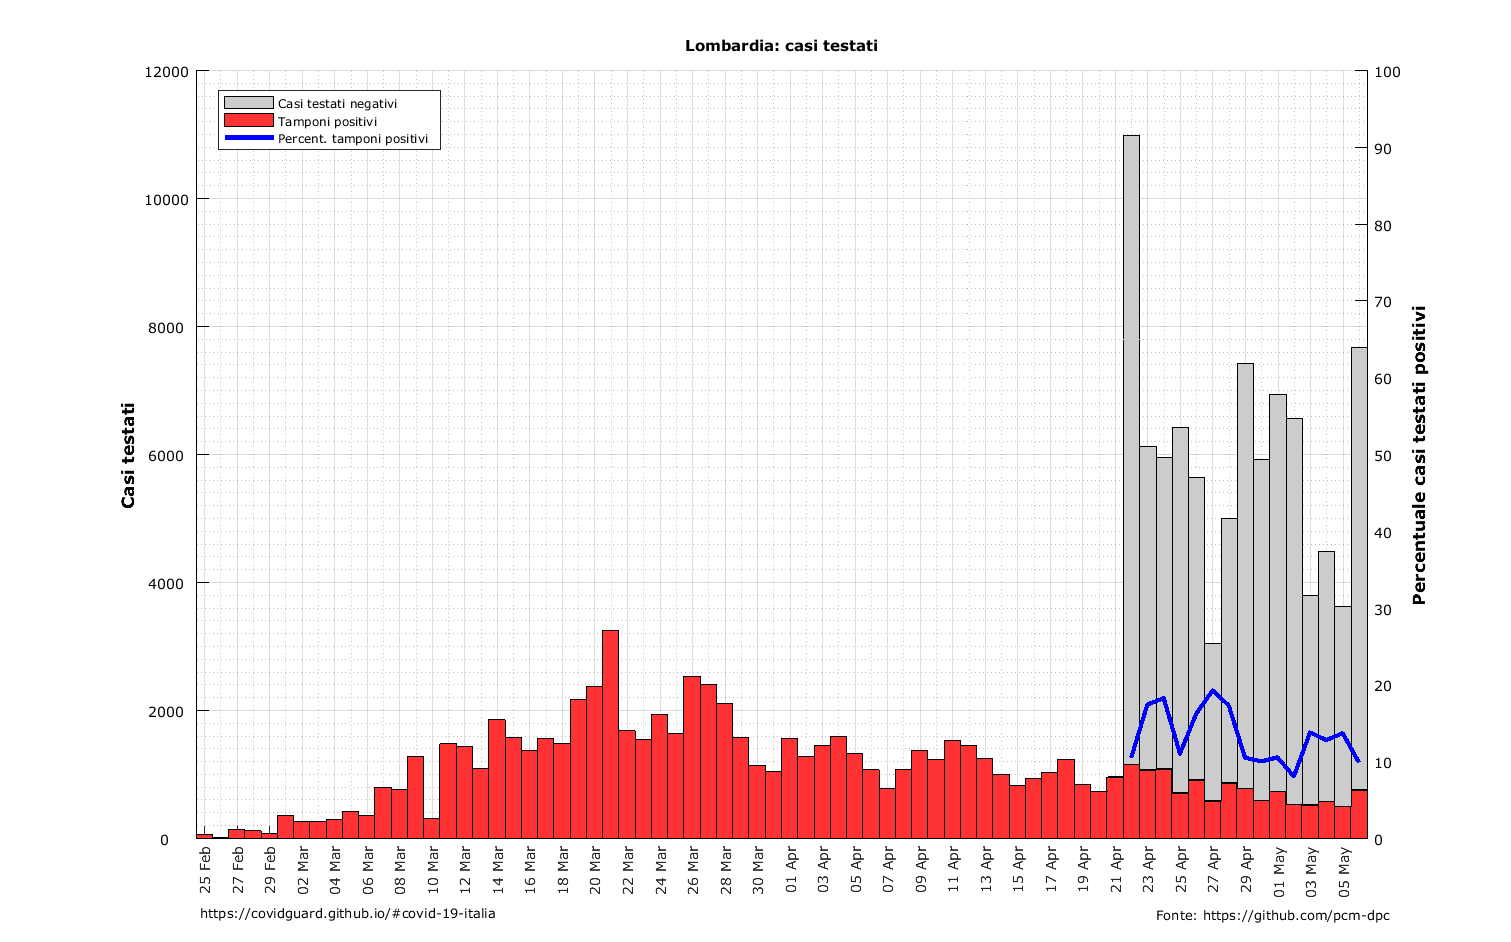 Lombardia: casi testati
Casi testati negativi
Tamponi positivi
Percent. tamponi positivi
Casi testati
12000
10000
8000
6000
4000
2000
0
100
90
80
70
60
50
40
30
20
10
0
Percentuale casi testati positivi
25 Feb
27 Feb
29 Feb
02 Mar
04 Mar
06 Mar
08 Mar
10 Mar
12 Mar
14 Mar
16 Mar
18 Mar
20 Mar
22 Mar
24 Mar
26 Mar
28 Mar
30 Mar
01 Apr
03 Apr
05 Apr
07 Apr
09 Apr
11 Apr
13 Apr
15 Apr
17 Apr
19 Apr
21 Apr
23 Apr
25 Apr
27 Apr
29 Apr
01 May
03 May
05 May
https://covidguard.github.io/#covid-19-italia
Fonte: https://github.com/pcm-dpc